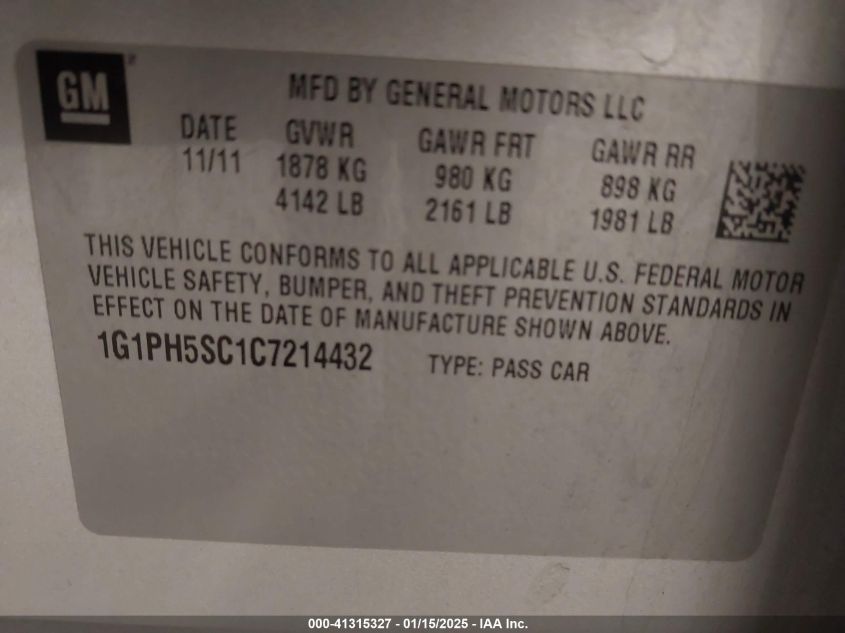 GM
MFD BY GENERAL MOTORS LLC
DATE GVWR GAWR FRT GAWR RR
11/11 1878 KG 980 KG 898 KG
4142 LB 2161 LB 1981 LB
THIS VEHICLE CONFORMS TO ALL APPLICABLE U.S. FEDERAL MOTOR
VEHICLE SAFETY, BUMPER, AND THEFT PREVENTION STANDARDS IN
EFFECT ON THE DATE OF MANUFACTURE SHOWN ABOVE.
1G1PH5SC1C7214432 TYPE: PASS CAR
000-41315327 - 01/15/2025 - IAA Inc.